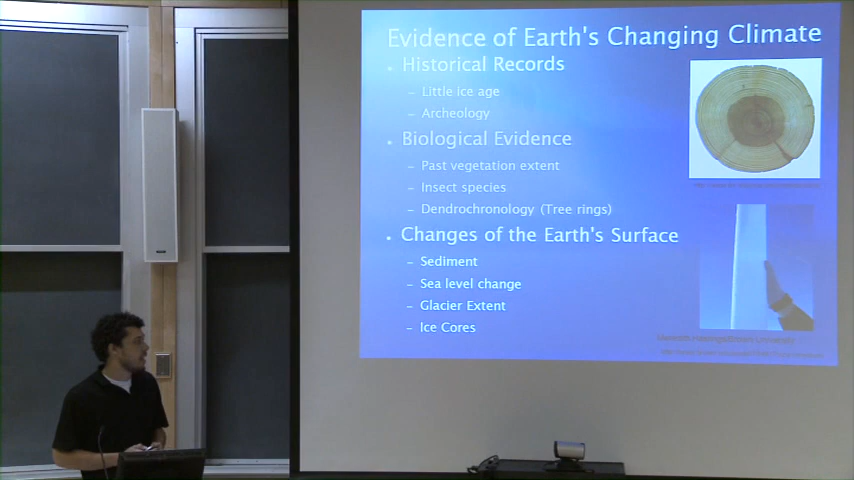 Evidence of Earth's Changing Climate
• Historical Records
– Little ice age
– Archeology
• Biological Evidence
– Past vegetation extent
– Insect species
– Dendrochronology (Tree rings)
• Changes of the Earth's Surface
– Sediment
– Sea level change
– Glacier Extent
– Ice Cores